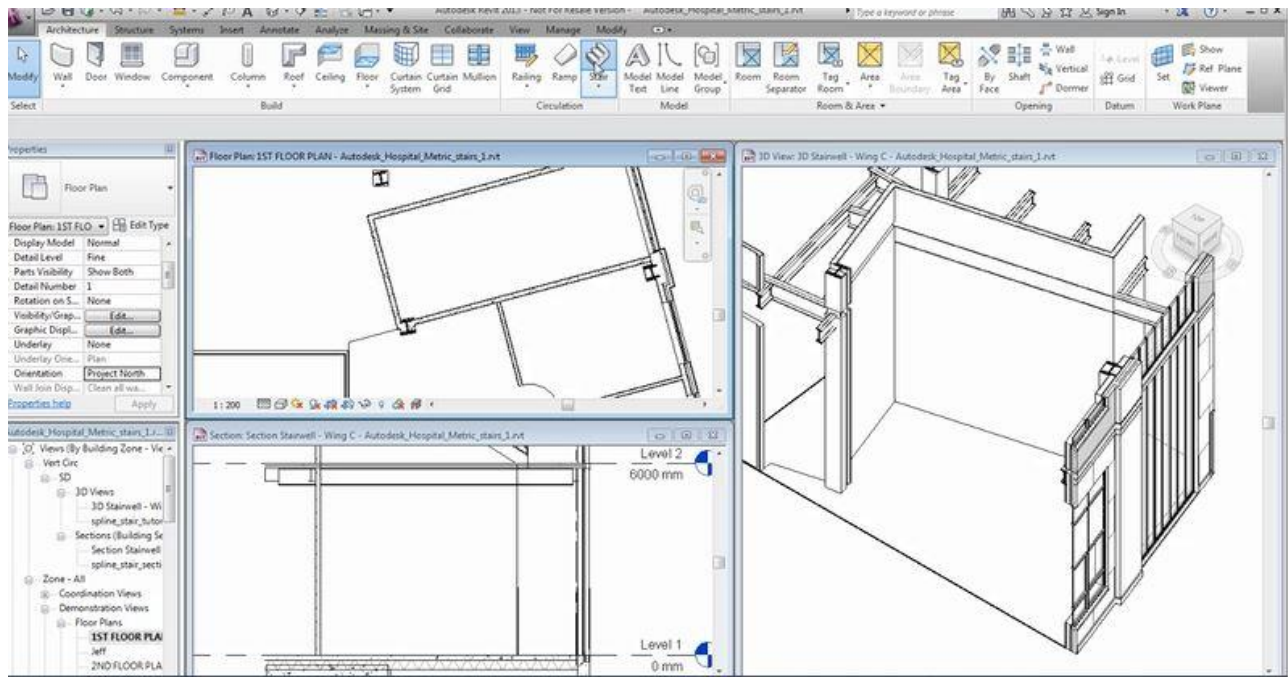 Autodesk Revit 2013 - Not For Resale Version - Autodesk_Hospital_Metric_stairs_1.rvt
Type a keyword or phrase
Sign In
Architecture Structure Systems Insert Annotate Analyze Massing & Site Collaborate View Manage Modify
Modify Wall Door Window Component Column Roof Ceiling Floor Curtain System Curtain Grid Mullion Railing Ramp Stair Model Text Model Line Model Group Room Room Separator Tag Room Area Area Boundary Tag Area By Face Shaft Wall Vertical Dormer Level Grid Set Show Ref Plane Viewer
Select Build Circulation Model Room & Area Opening Datum Work Plane
Properties
Floor Plan
Floor Plan: 1ST FLO Edit Type
Display Model Normal
Detail Level Fine
Parts Visibility Show Both
Detail Number 1
Rotation on S... None
Visibility/Grap... Edit...
Graphic Displ... Edit...
Underlay None
Underlay Orie... Plan
Orientation Project North
Wall Join Disp... Clean all wa...
Properties help Apply
Floor Plan: 1ST FLOOR PLAN - Autodesk_Hospital_Metric_stairs_1.rvt
1 : 200
3D View: 3D Stairwell - Wing C - Autodesk_Hospital_Metric_stairs_1.rvt
Autodesk_Hospital_Metric_stairs_1.r...
Views (By Building Zone - Vie
Vert Circ
SD
3D Views
3D Stairwell - Wi
spline_stair_tutor
Sections (Building Se
Section Stairwell
spline_stair_secti
Zone - All
Coordination Views
Demonstration Views
Floor Plans
1ST FLOOR PLA
Jeff
2ND FLOOR PLA
Section: Section Stairwell - Wing C - Autodesk_Hospital_Metric_stairs_1.rvt
Level 2
6000 mm
Level 1
0 mm